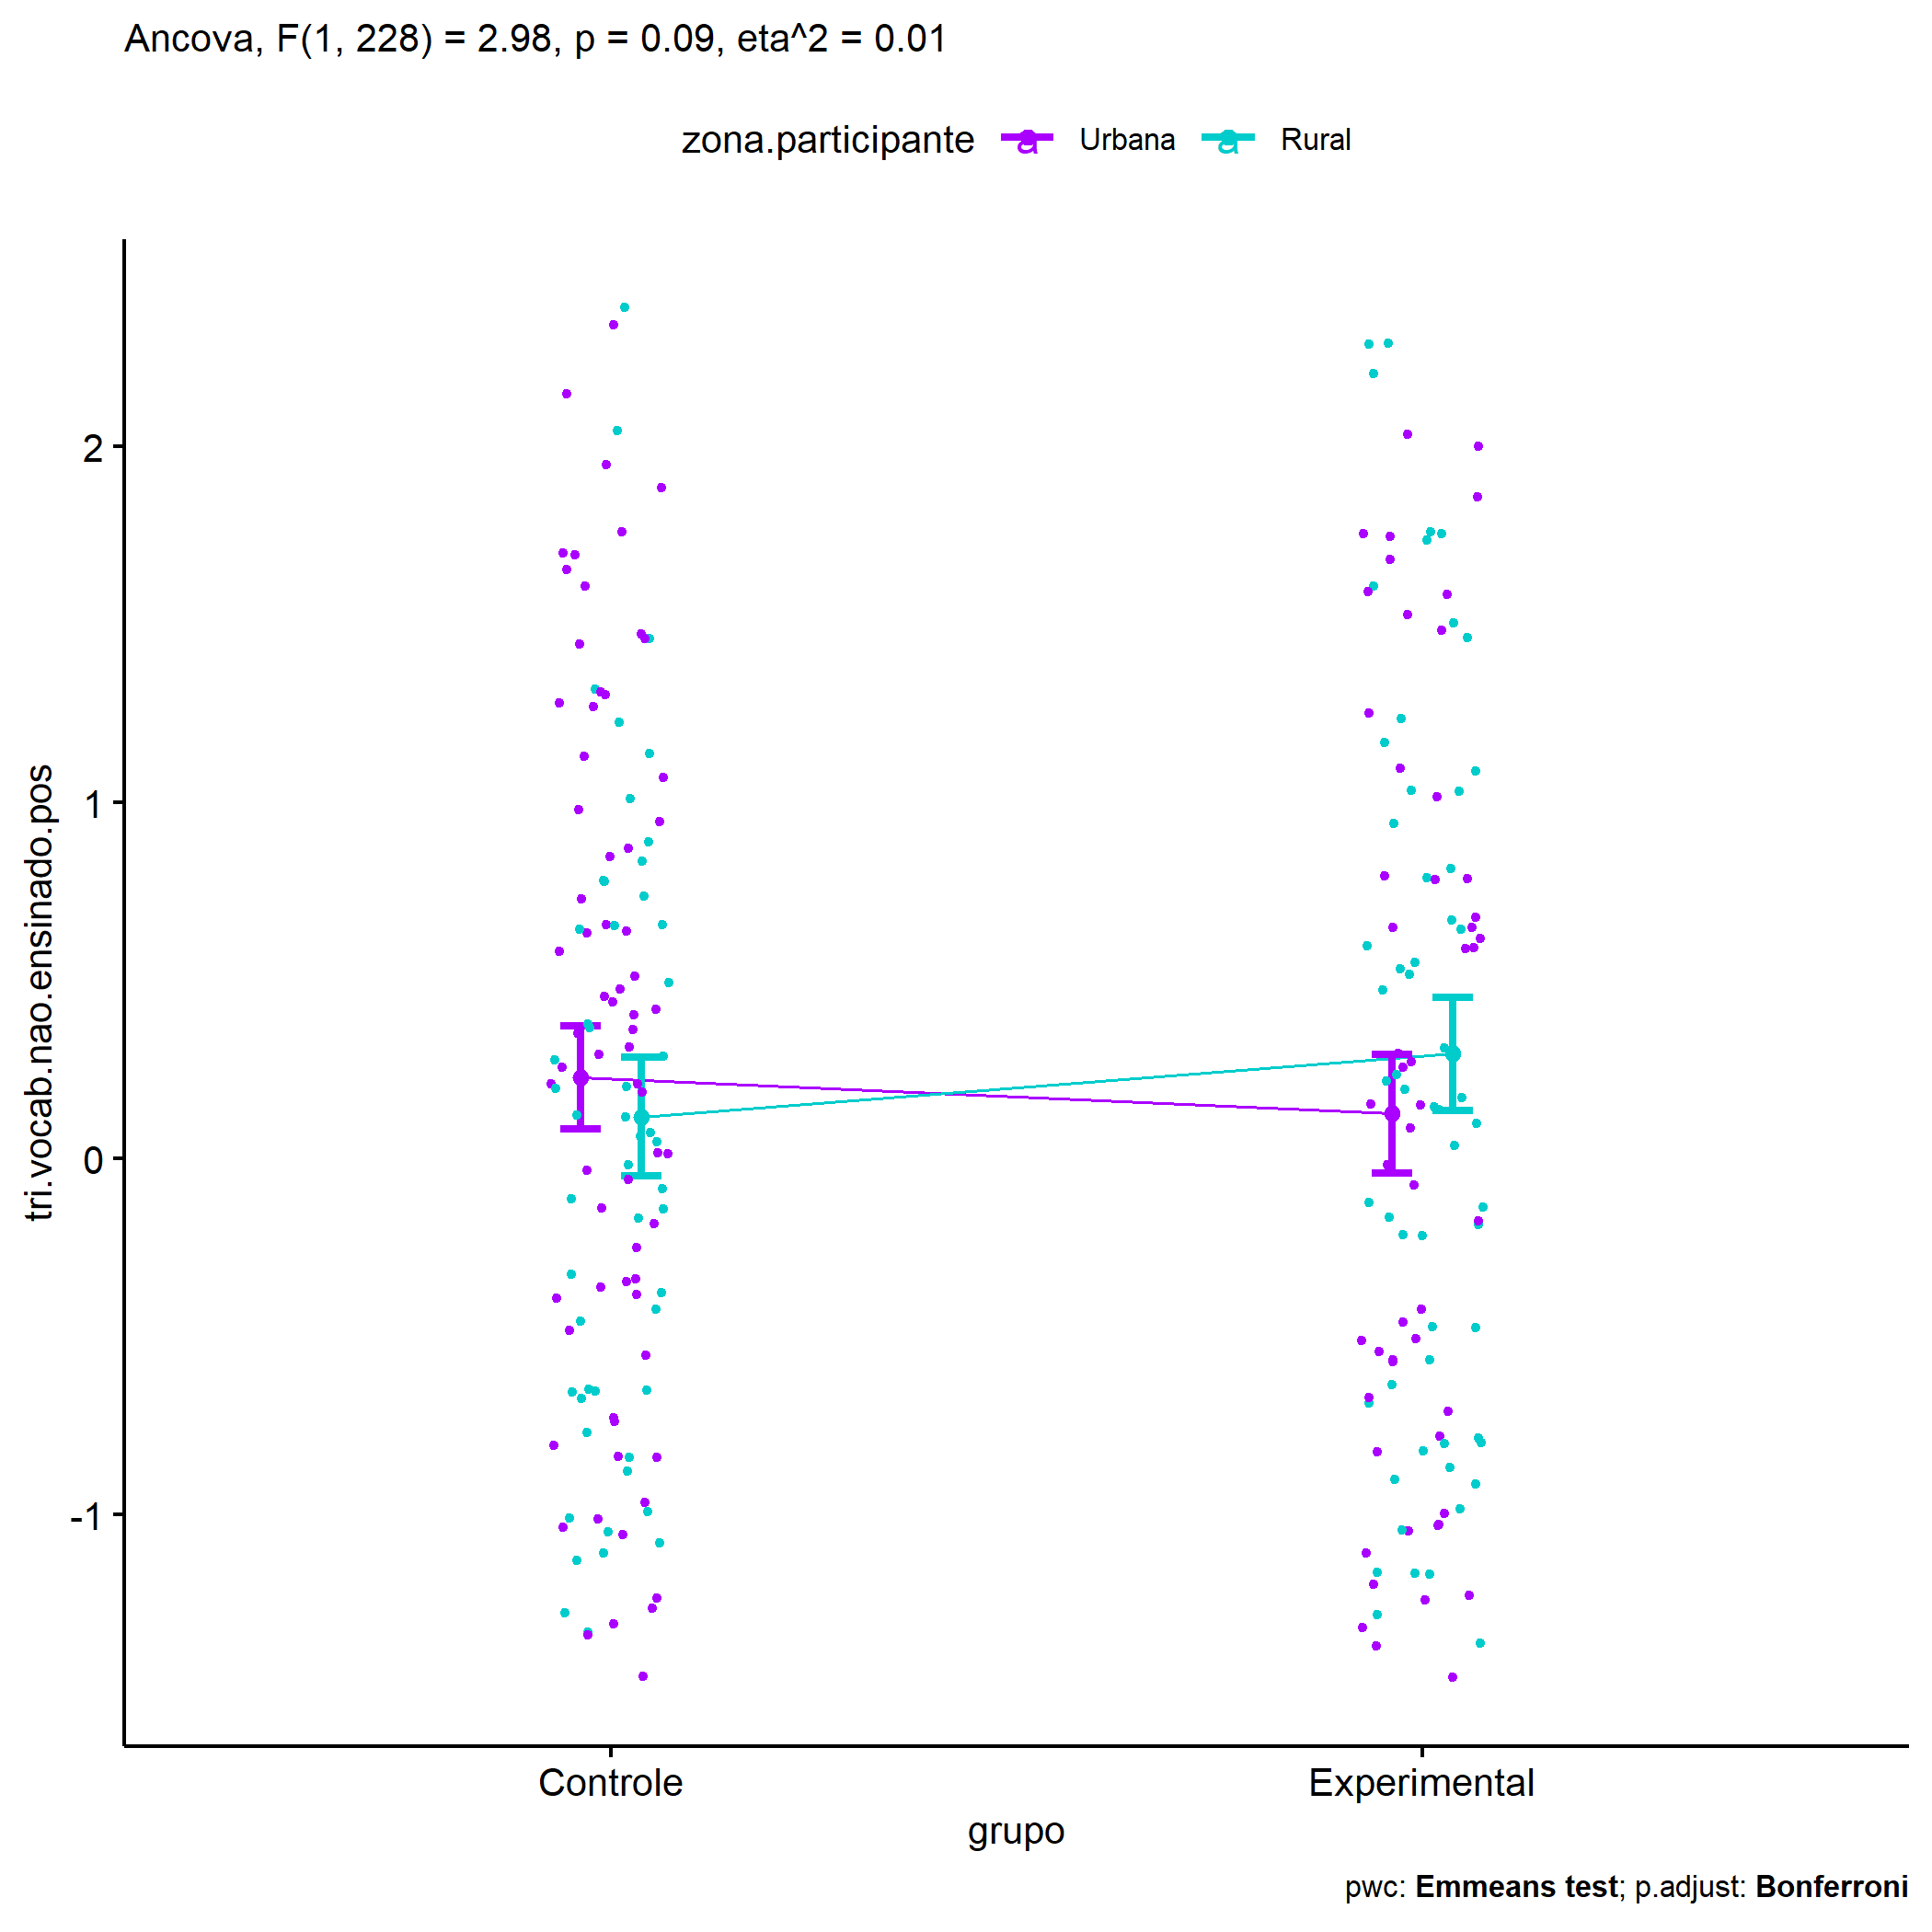 Ancova, F(1, 228) = 2.98, p = 0.09, eta^2 = 0.01
zona.participante a Urbana a Rural
tri.vocab.nao.ensinado.pos
2
1
0
-1
Controle Experimental
grupo
pwc: Emmeans test; p.adjust: Bonferroni